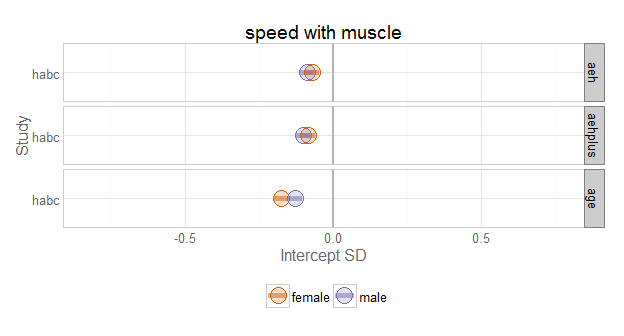 speed with muscle
habc
aeh
habc
aehplus
habc
age
Study
-0.5 0.0 0.5
Intercept SD
female male